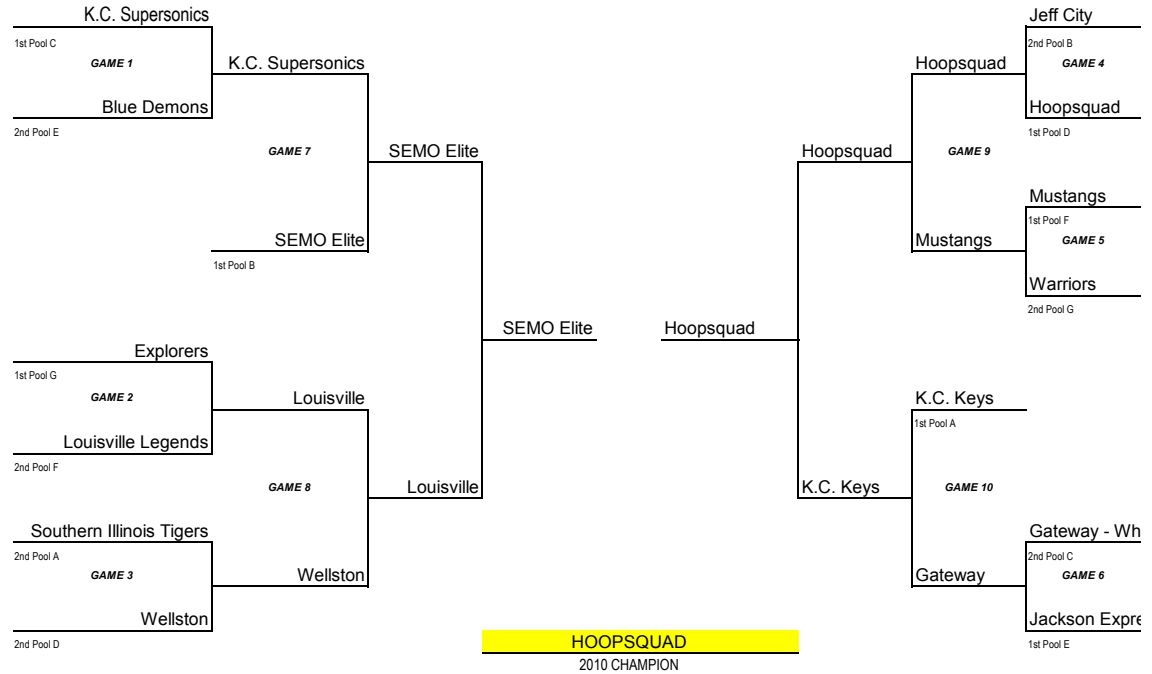 K.C. Supersonics
1st Pool C
GAME 1
K.C. Supersonics
Blue Demons
2nd Pool E
GAME 7
SEMO Elite
SEMO Elite
1st Pool B
SEMO Elite
Explorers
1st Pool G
GAME 2
Louisville
Louisville Legends
2nd Pool F
GAME 8
Louisville
Southern Illinois Tigers
2nd Pool A
GAME 3
Wellston
Wellston
2nd Pool D
Jeff City
2nd Pool B
Hoopsquad
GAME 4
Hoopsquad
1st Pool D
Hoopsquad
GAME 9
Mustangs
1st Pool F
Mustangs
GAME 5
Warriors
2nd Pool G
Hoopsquad
K.C. Keys
1st Pool A
K.C. Keys
GAME 10
Gateway - Wh
2nd Pool C
Gateway
GAME 6
Jackson Expre
1st Pool E
HOOPSQUAD
2010 CHAMPION